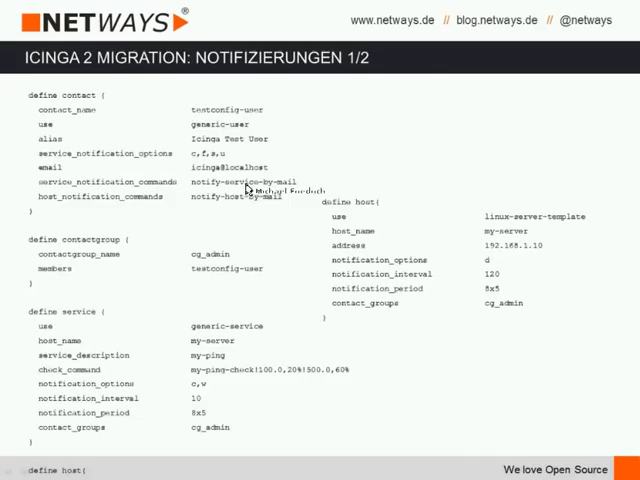 NETWAYS®
www.netways.de // blog.netways.de // @netways
ICINGA 2 MIGRATION: NOTIFIZIERUNGEN 1/2
define contact {
contact_name testconfig-user
use generic-user
alias Icinga Test User
service_notification_options c,f,s,u
email icinga@localhost
service_notification_commands notify-service-by-mail
host_notification_commands notify-host-by-mail
}
define contactgroup {
contactgroup_name cg_admin
members testconfig-user
}
define service {
use generic-service
host_name my-server
service_description my-ping
check_command my-ping-check!100.0,20%!500.0,60%
notification_options c,w
notification_interval 10
notification_period 8x5
contact_groups cg_admin
}
define host{
use linux-server-template
host_name my-server
address 192.168.1.10
notification_options d
notification_interval 120
notification_period 8x5
contact_groups cg_admin
}
define host{
We love Open Source